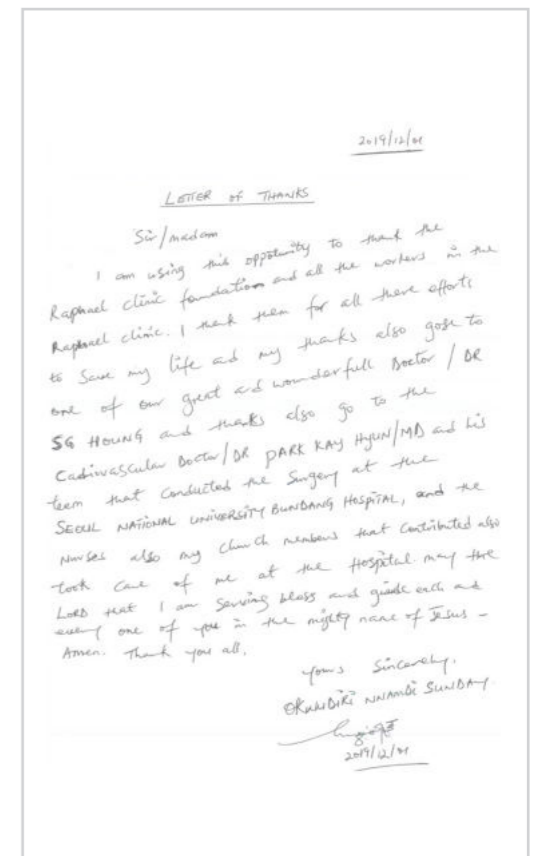 2019/12/01
LETTER OF THANKS
Sir/madam
I am using this oppotunity to thank the
Raphael clinic foundation and all the workers in the
Raphael clinic. I thank them for all there efforts
to Save my life and my thanks also gose to
one of our great and wounderfull Doctor / DR
SG HOUNG and thanks also go to the
Cadiovascular Doctor/DR PARK KAY HYUN/MD and his
team that conducted the Surgery at the
SEOUL NATIONAL UNIVERSITY BUNDANG HOSPITAL, and the
Nurses also my church members that contributed also
took care of me at the Hospital. may the
LORD that I am Serving bless and guide each and
every one of you in the mighty name of Jesus -
Amen. Thank you all.
yours Sincerely.
OKUNDIRI NNAMDI SUNDAY
2019/12/01